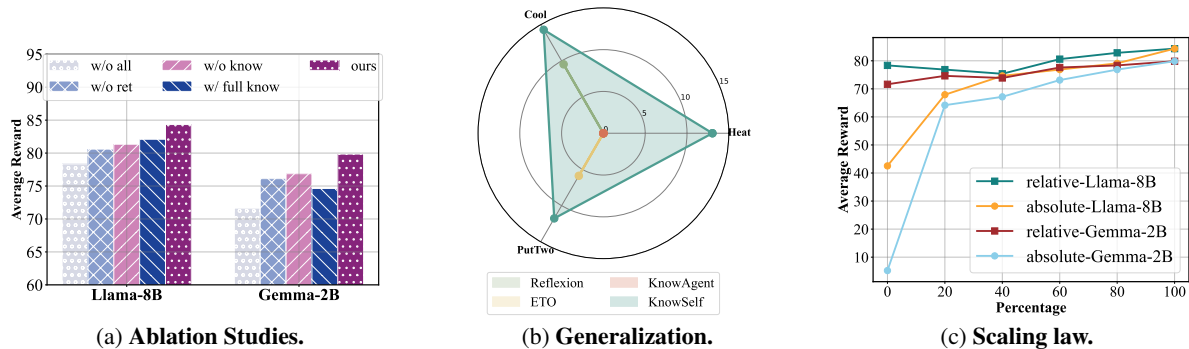 Average Reward
95
90
85
80
75
70
65
60
w/o all
w/o ret
w/o know
w/ full know
ours
Llama-8B
Gemma-2B
(a) Ablation Studies.
Cool
Heat
PutTwo
0
5
10
15
Reflexion
ETO
KnowAgent
KnowSelf
(b) Generalization.
Average Reward
80
70
60
50
40
30
20
10
relative-Llama-8B
absolute-Llama-8B
relative-Gemma-2B
absolute-Gemma-2B
0
20
40
60
80
100
Percentage
(c) Scaling law.